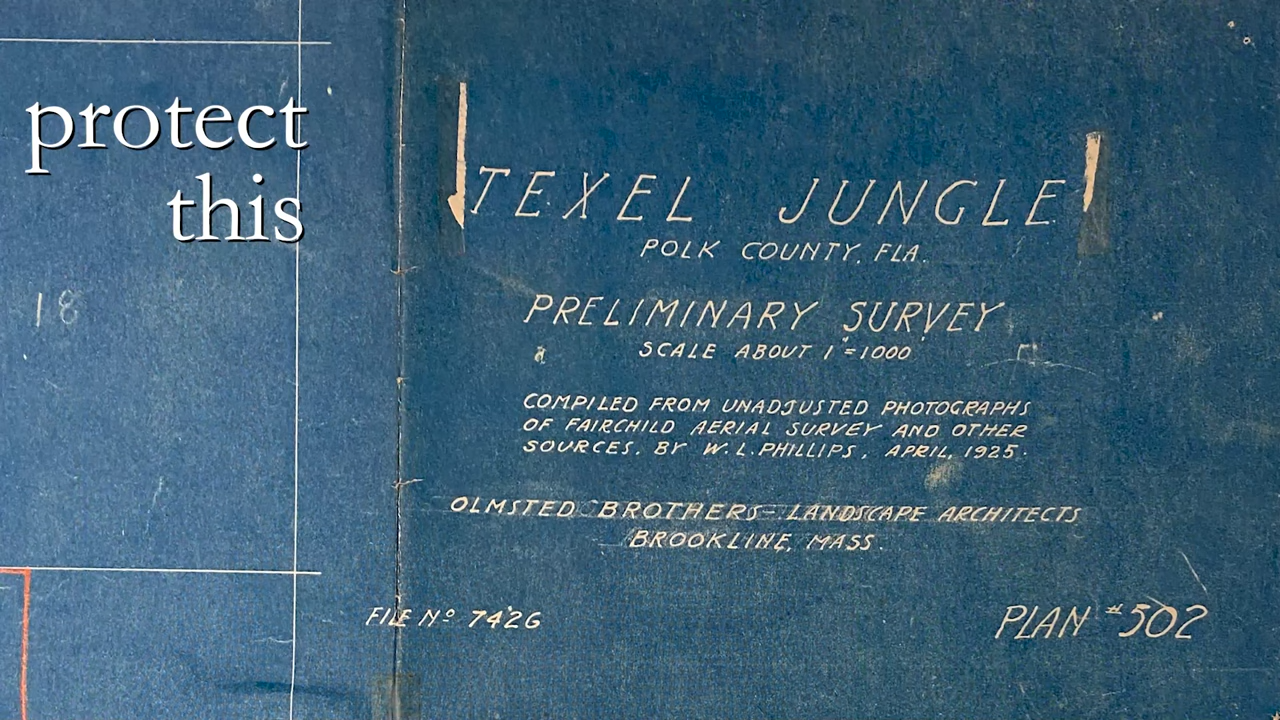 protect
this
18
TEXEL JUNGLE
POLK COUNTY, FLA.
PRELIMINARY SURVEY
SCALE ABOUT 1"=1000'
COMPILED FROM UNADJUSTED PHOTOGRAPHS
OF FAIRCHILD AERIAL SURVEY AND OTHER
SOURCES. BY W.L.PHILLIPS, APRIL, 1925.
OLMSTED BROTHERS - LANDSCAPE ARCHITECTS
BROOKLINE, MASS.
FILE Nº 7426
PLAN #502